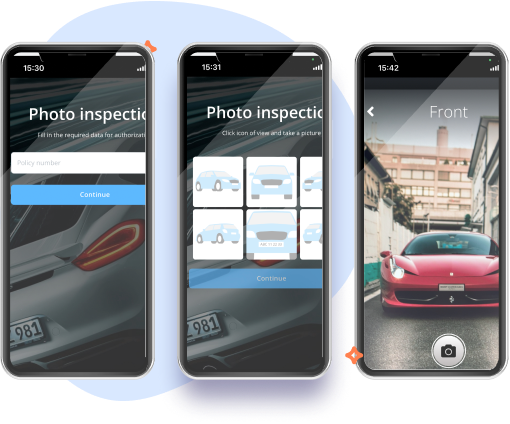 15:30
Photo inspectio
Fill in the required data for authorizati
Policy number
Continue
981
15:31
Photo inspectio
Click icon of view and take a picture
Continue
981
15:42
Front